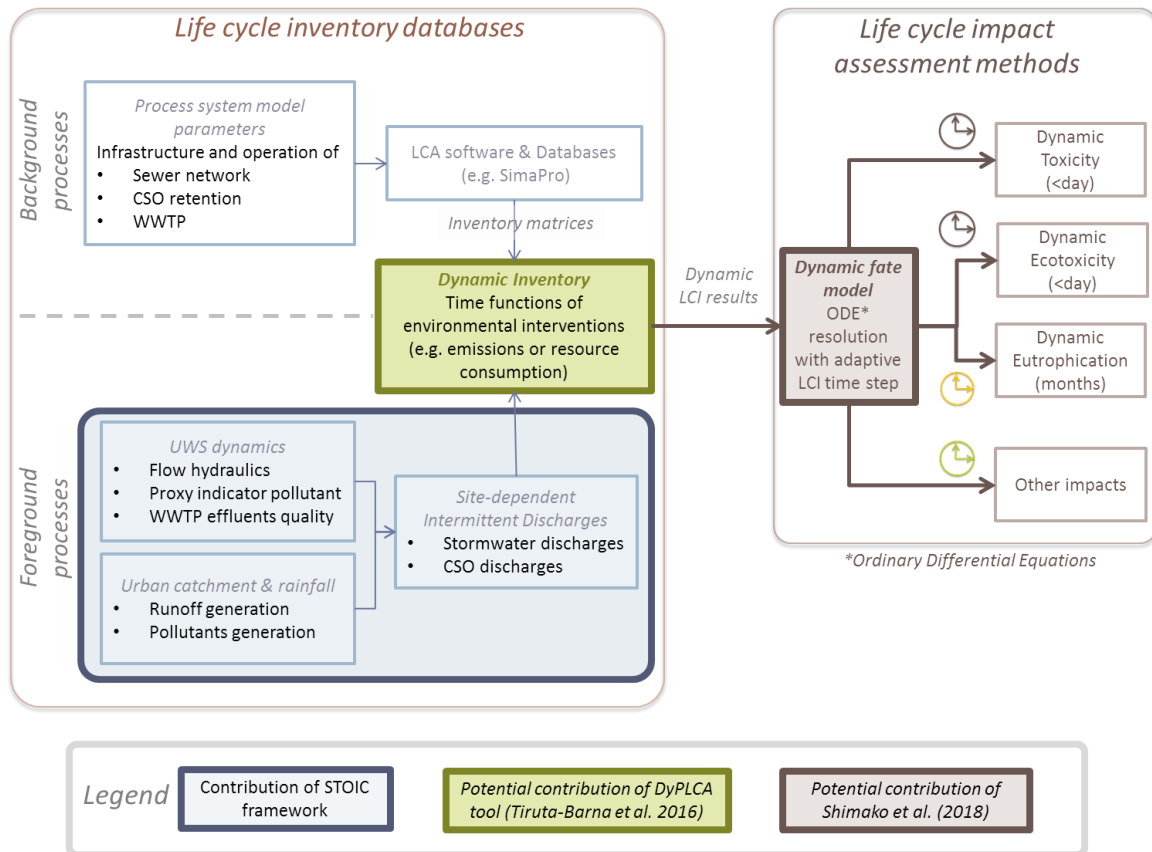 Life cycle inventory databases
Background
processes
Process system model
parameters
Infrastructure and operation of
• Sewer network
• CSO retention
• WWTP
LCA software & Databases
(e.g. SimaPro)
Inventory matrices
Dynamic Inventory
Time functions of
environmental interventions
(e.g. emissions or resource
consumption)
Foreground
processes
UWS dynamics
• Flow hydraulics
• Proxy indicator pollutant
• WWTP effluents quality
Urban catchment & rainfall
• Runoff generation
• Pollutants generation
Site-dependent
Intermittent Discharges
• Stormwater discharges
• CSO discharges
Dynamic
LCI results
Life cycle impact
assessment methods
Dynamic fate
model
ODE*
resolution
with adaptive
LCI time step
Dynamic
Toxicity
(<day)
Dynamic
Ecotoxicity
(<day)
Dynamic
Eutrophication
(months)
Other impacts
*Ordinary Differential Equations
Legend
Contribution of STOIC
framework
Potential contribution of DyPLCA
tool (Tiruta-Barna et al. 2016)
Potential contribution of
Shimako et al. (2018)